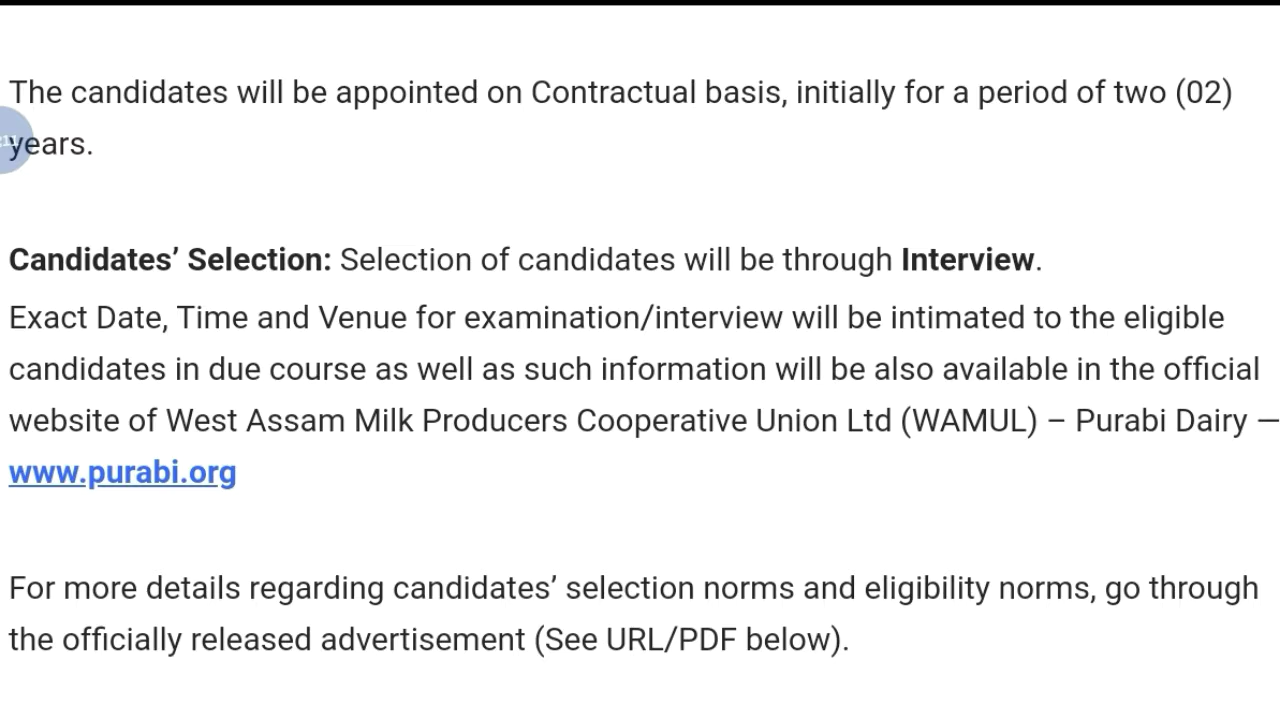 The candidates will be appointed on Contractual basis, initially for a period of two (02)
years.
Candidates’ Selection: Selection of candidates will be through Interview.
Exact Date, Time and Venue for examination/interview will be intimated to the eligible
candidates in due course as well as such information will be also available in the official
website of West Assam Milk Producers Cooperative Union Ltd (WAMUL) – Purabi Dairy —
www.purabi.org
For more details regarding candidates’ selection norms and eligibility norms, go through
the officially released advertisement (See URL/PDF below).